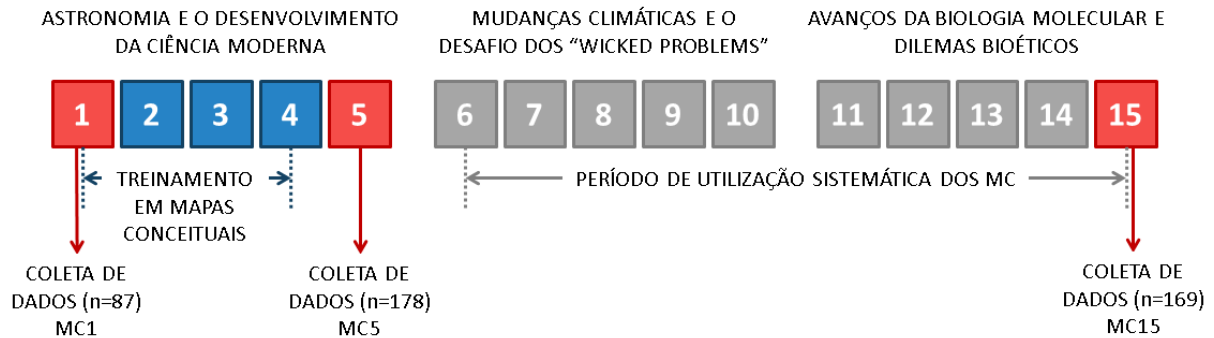 ASTRONOMIA E O DESENVOLVIMENTO
DA CIÊNCIA MODERNA
MUDANÇAS CLIMÁTICAS E O
DESAFIO DOS “WICKED PROBLEMS”
AVANÇOS DA BIOLOGIA MOLECULAR E
DILEMAS BIOÉTICOS
1 2 3 4 5 6 7 8 9 10 11 12 13 14 15
TREINAMENTO
EM MAPAS
CONCEITUAIS
PERÍODO DE UTILIZAÇÃO SISTEMÁTICA DOS MC
COLETA DE
DADOS (n=87)
MC1
COLETA DE
DADOS (n=178)
MC5
COLETA DE
DADOS (n=169)
MC15